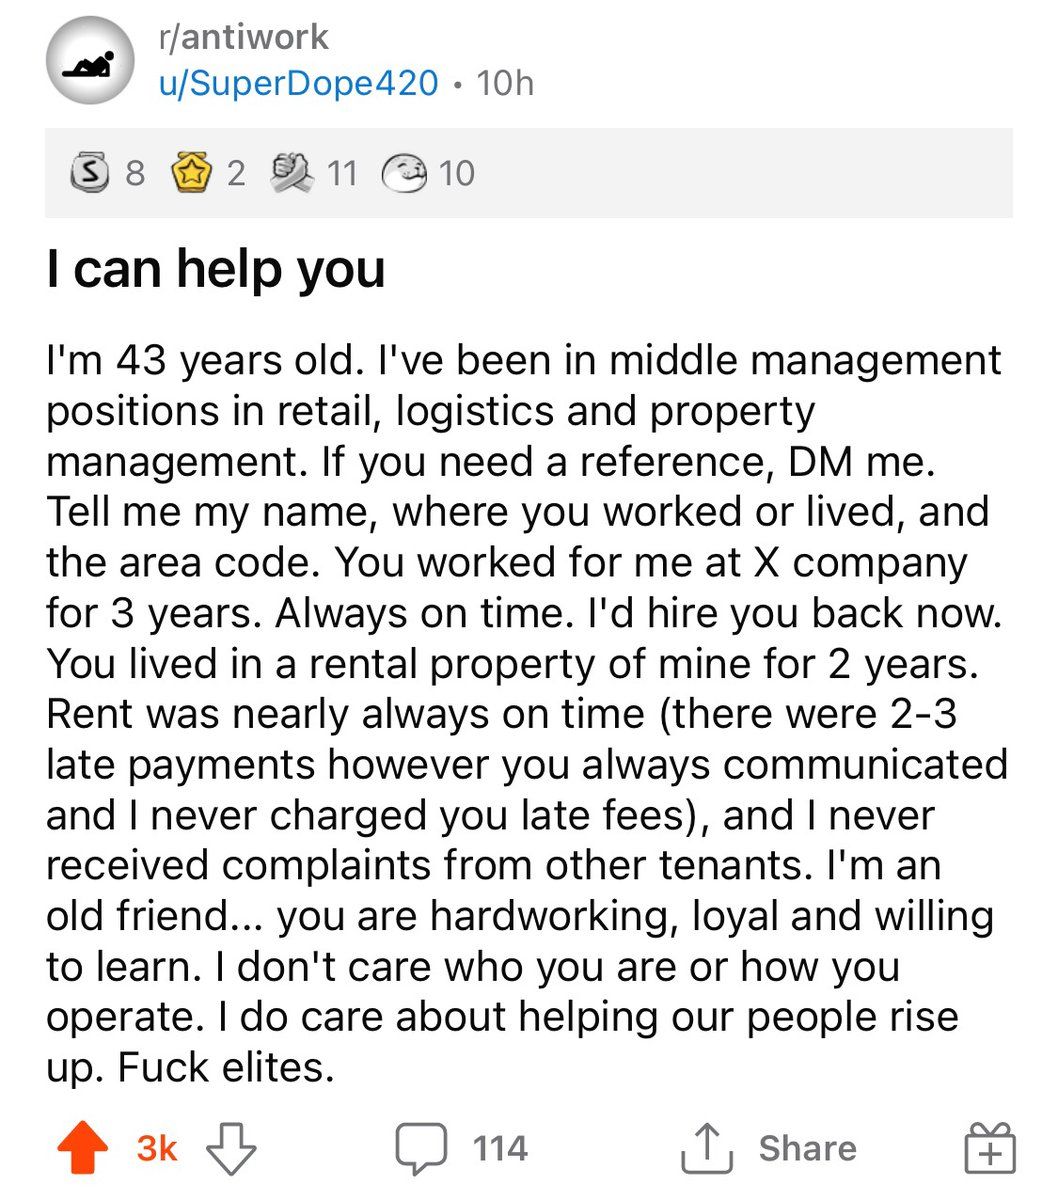 r/antiwork
u/SuperDope420 • 10h
S 8 2 11 10
I can help you
I'm 43 years old. I've been in middle management
positions in retail, logistics and property
management. If you need a reference, DM me.
Tell me my name, where you worked or lived, and
the area code. You worked for me at X company
for 3 years. Always on time. I'd hire you back now.
You lived in a rental property of mine for 2 years.
Rent was nearly always on time (there were 2-3
late payments however you always communicated
and I never charged you late fees), and I never
received complaints from other tenants. I'm an
old friend... you are hardworking, loyal and willing
to learn. I don't care who you are or how you
operate. I do care about helping our people rise
up. Fuck elites.
3k 114 Share